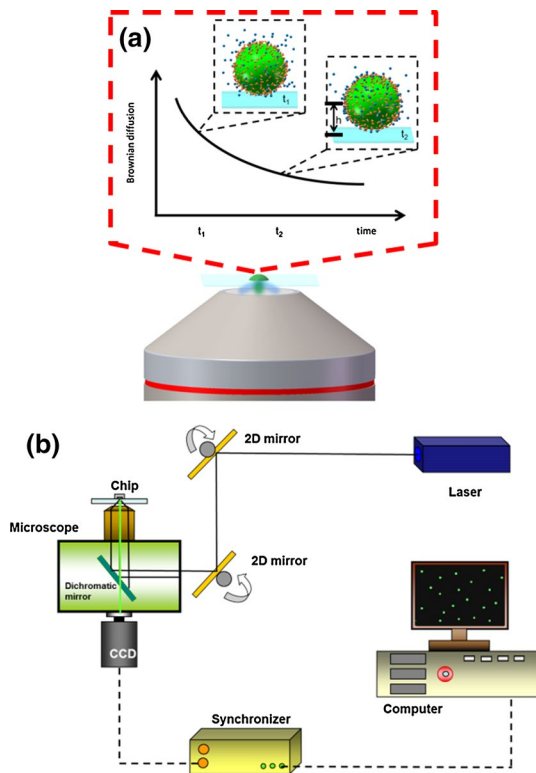 (a)
t1
h
t2
Brownian diffusion
t1 t2 time
(b)
2D mirror
Chip
Laser
Microscope
2D mirror
Dichromatic
mirror
CCD
Computer
Synchronizer